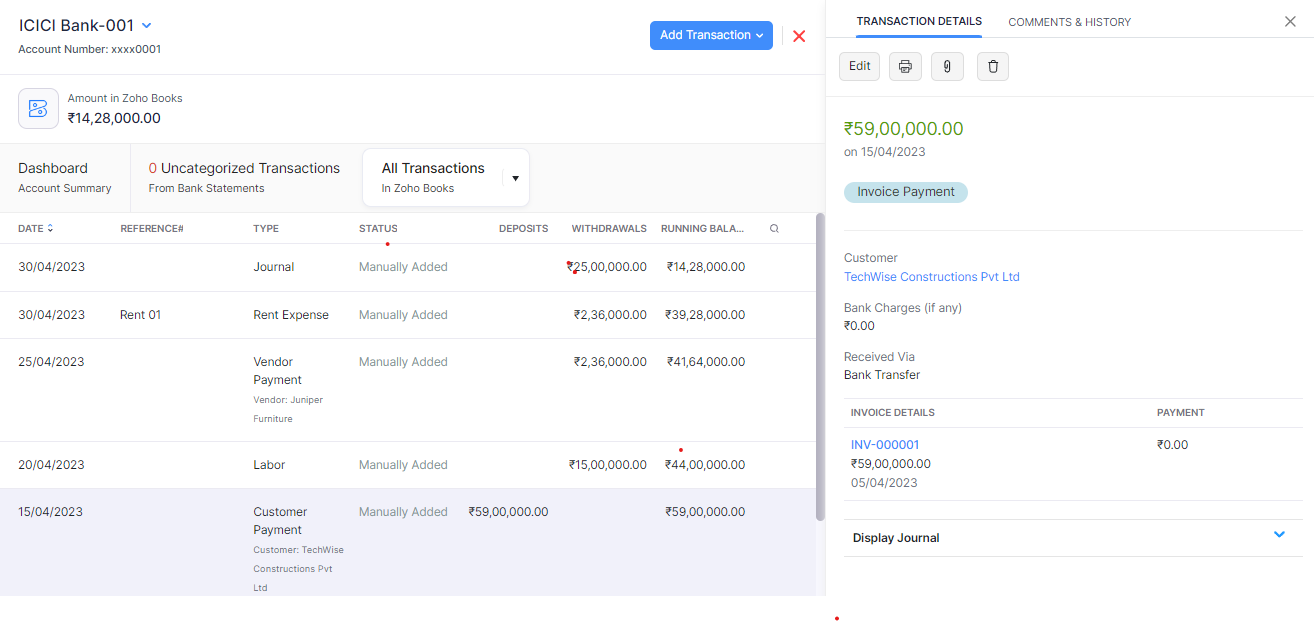 ICICI Bank-001
Account Number: xxxx0001
Add Transaction
Amount in Zoho Books
₹14,28,000.00
Dashboard
Account Summary
0 Uncategorized Transactions
From Bank Statements
All Transactions
In Zoho Books
DATE REFERENCE# TYPE STATUS DEPOSITS WITHDRAWALS RUNNING BALA...
30/04/2023 Journal Manually Added ₹25,00,000.00 ₹14,28,000.00
30/04/2023 Rent 01 Rent Expense Manually Added ₹2,36,000.00 ₹39,28,000.00
25/04/2023 Vendor Manually Added ₹2,36,000.00 ₹41,64,000.00
Payment
Vendor: Juniper
Furniture
20/04/2023 Labor Manually Added ₹15,00,000.00 ₹44,00,000.00
15/04/2023 Customer Manually Added ₹59,00,000.00 ₹59,00,000.00
Payment
Customer: TechWise
Constructions Pvt
Ltd
TRANSACTION DETAILS COMMENTS & HISTORY
Edit
₹59,00,000.00
on 15/04/2023
Invoice Payment
Customer
TechWise Constructions Pvt Ltd
Bank Charges (if any)
₹0.00
Received Via
Bank Transfer
INVOICE DETAILS PAYMENT
INV-000001 ₹0.00
₹59,00,000.00
05/04/2023
Display Journal